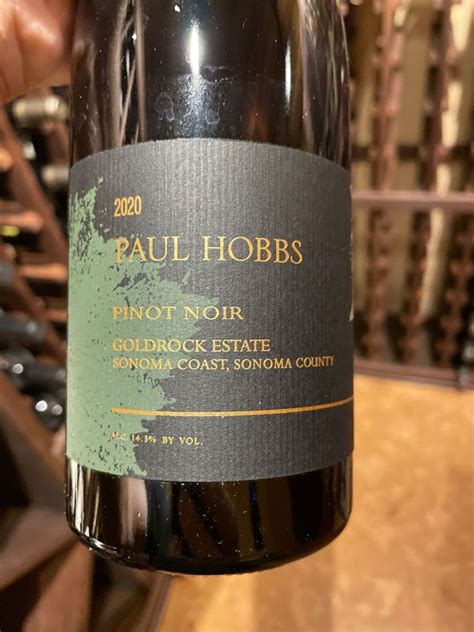 2020
PAUL HOBBS
PINOT NOIR
GOLDROCK ESTATE
SONOMA COAST, SONOMA COUNTY
ALC. 14.3% BY VOL.